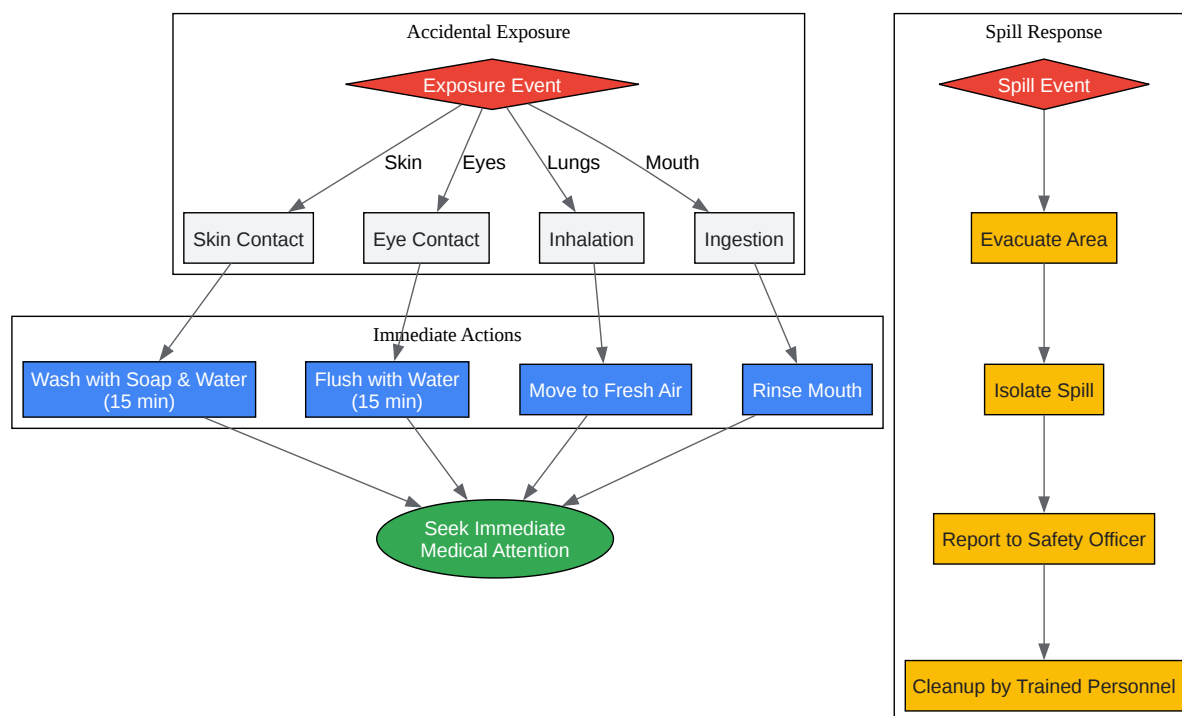 Accidental Exposure
Exposure Event
Skin
Eyes
Lungs
Mouth
Skin Contact
Eye Contact
Inhalation
Ingestion
Immediate Actions
Wash with Soap & Water
(15 min)
Flush with Water
(15 min)
Move to Fresh Air
Rinse Mouth
Seek Immediate
Medical Attention
Spill Response
Spill Event
Evacuate Area
Isolate Spill
Report to Safety Officer
Cleanup by Trained Personnel